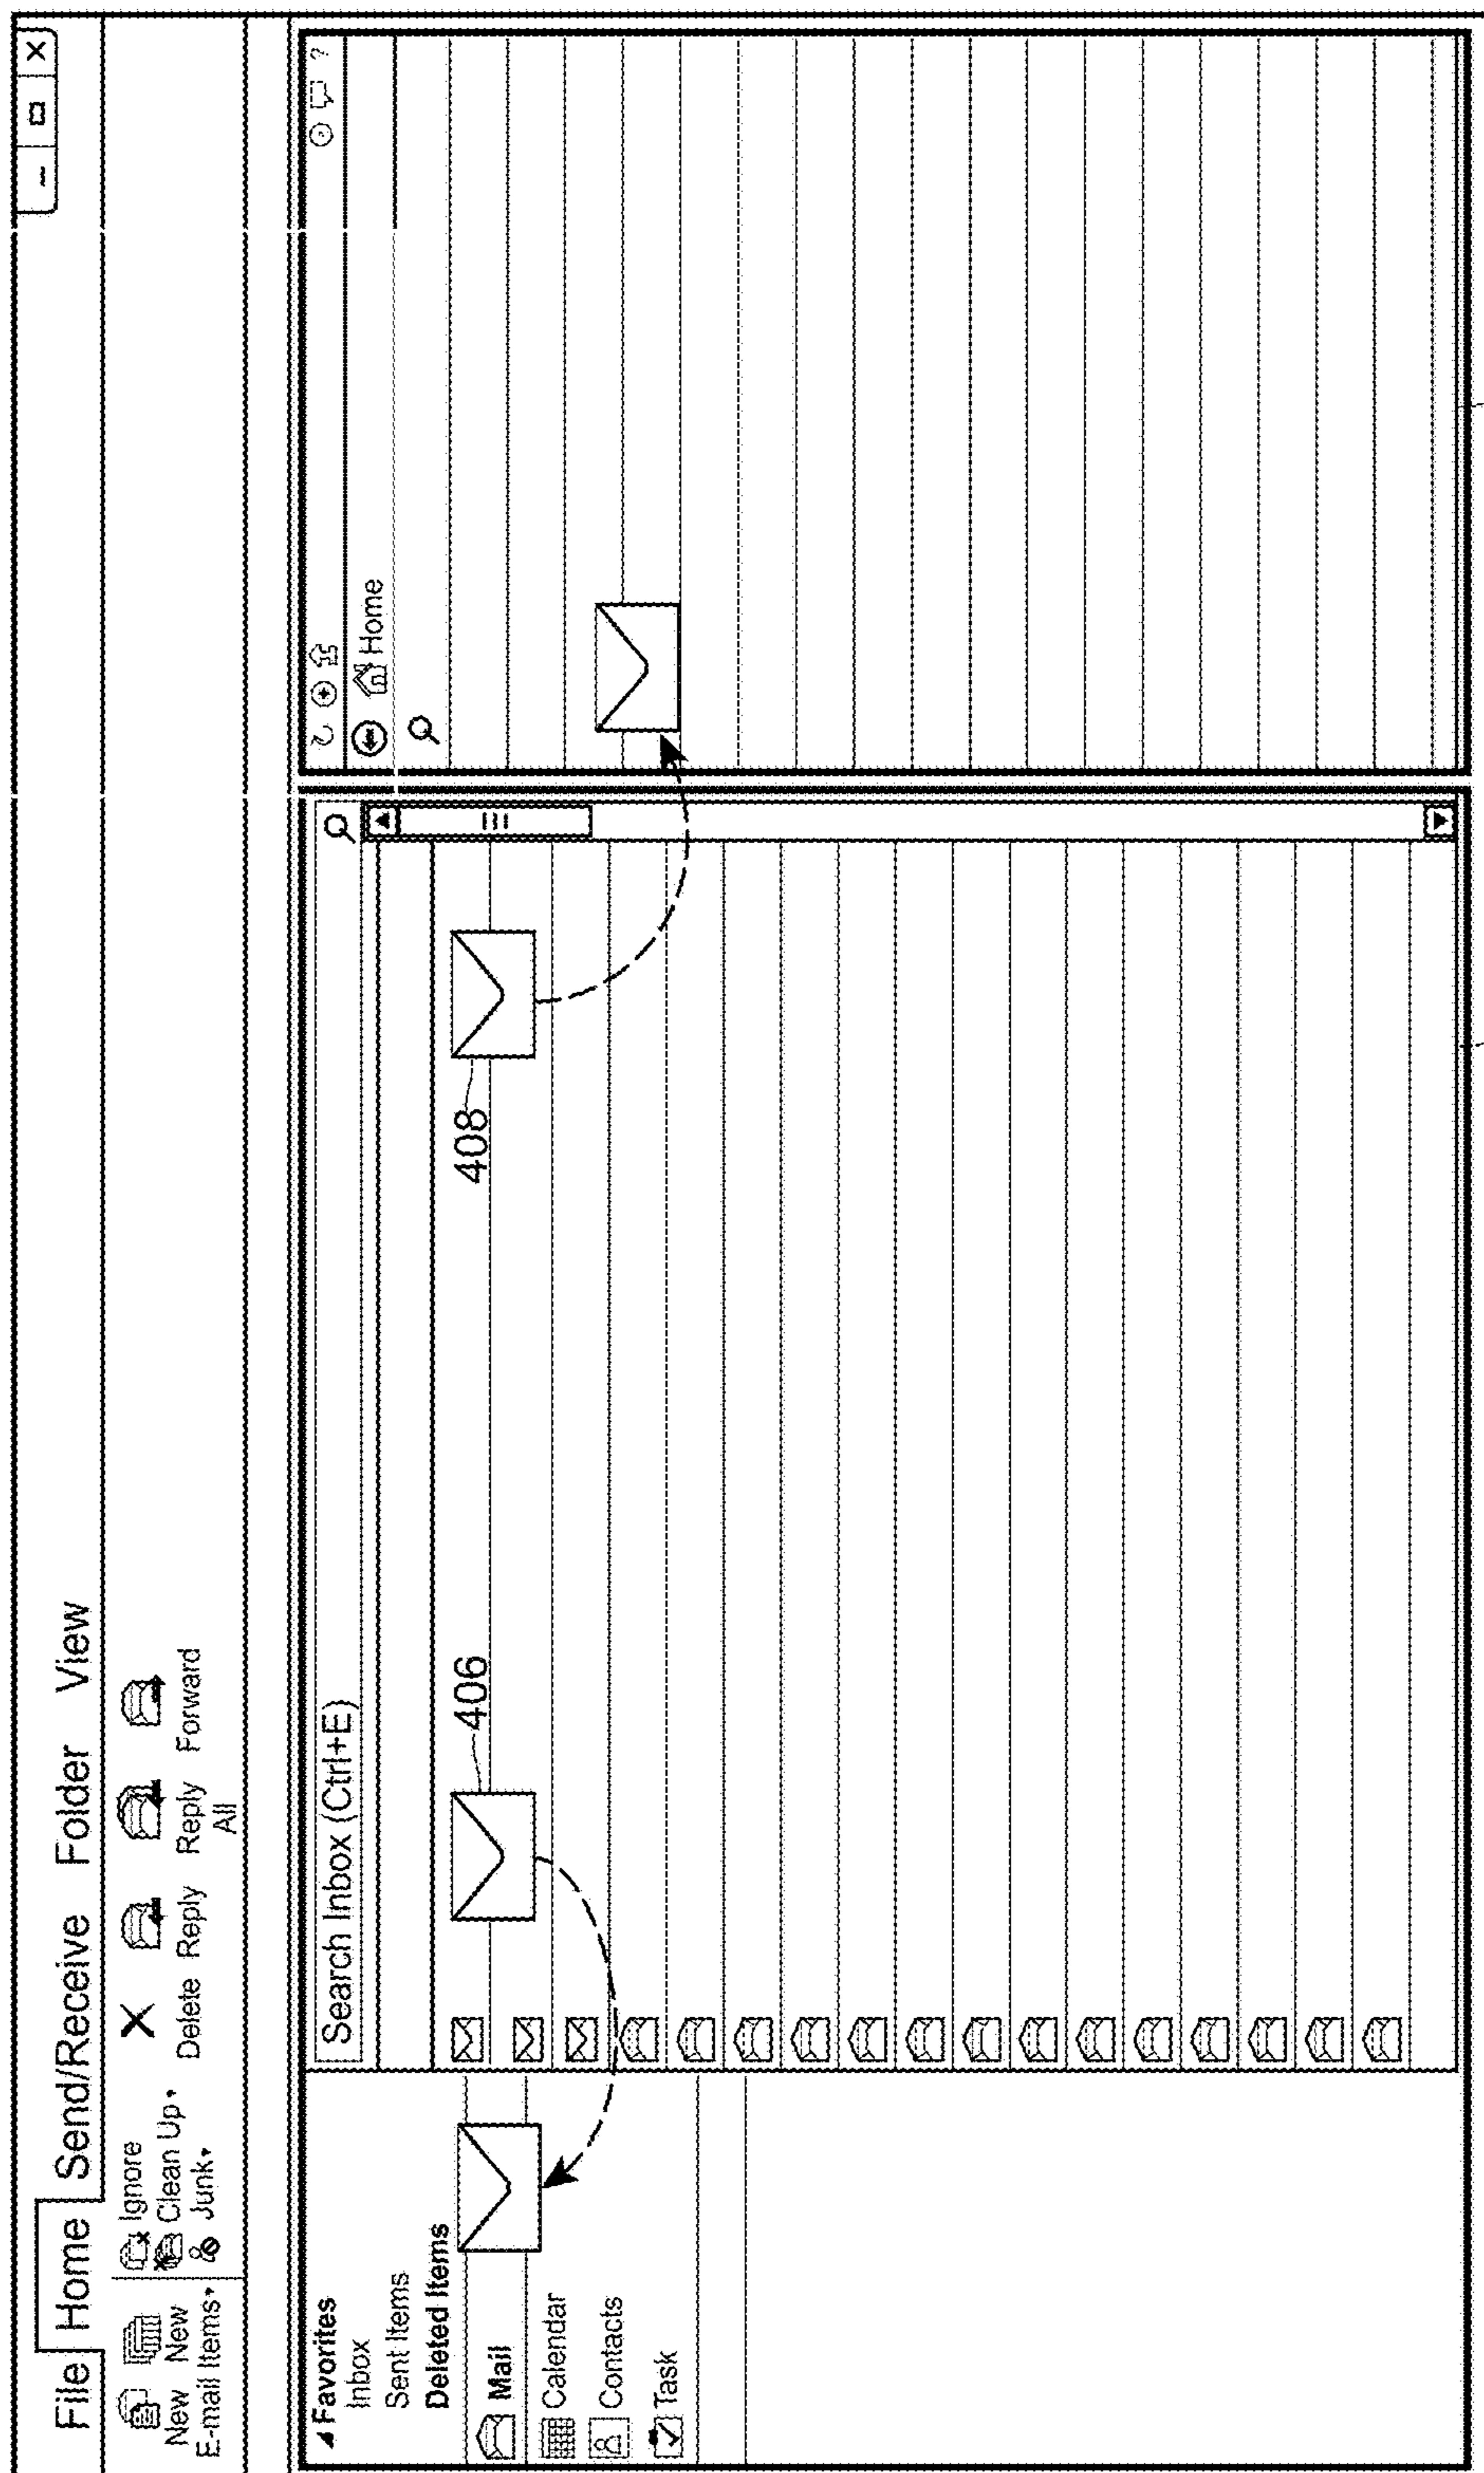 File Home Send/Receive Folder View
New E-mail
New Items
Ignore
Clean Up
Junk
Delete
Reply
Reply All
Forward
Favorites
Inbox
Sent Items
Deleted Items
Mail
Calendar
Contacts
Task
Search Inbox (Ctrl+E)
406
408
?
Home